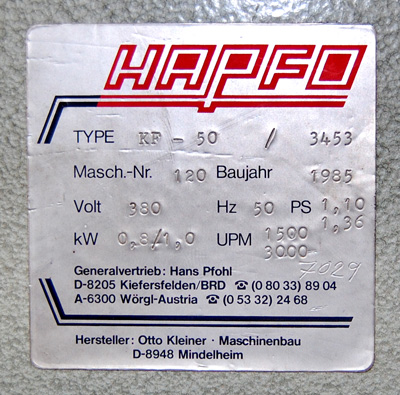 HAPFO
TYPE KF - 50 / 3453
Masch.-Nr. 120 Baujahr 1985
Volt 380 Hz 50 PS 1,10
1,36
kW 0,8/1,0 UPM 1500
3000
7029
Generalvertrieb: Hans Pfohl
D-8205 Kiefersfelden/BRD ☎ (0 80 33) 89 04
A-6300 Wörgl-Austria ☎ (0 53 32) 24 68
Hersteller: Otto Kleiner - Maschinenbau
D-8948 Mindelheim